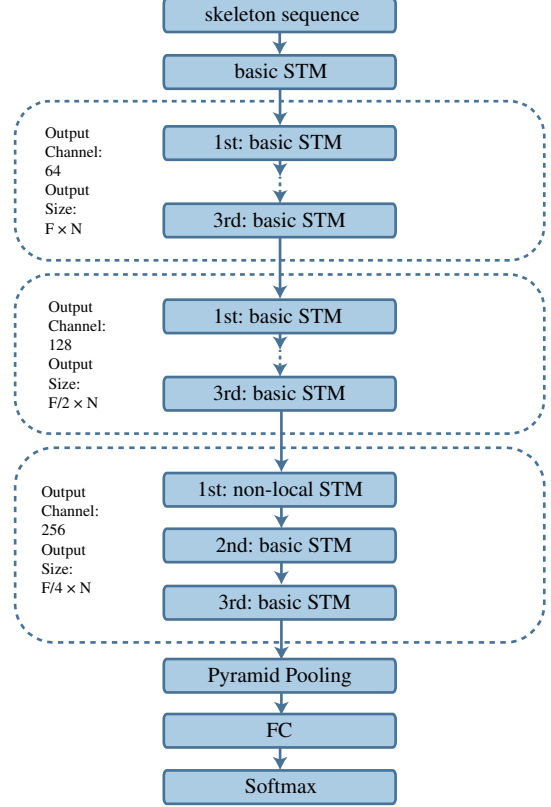 skeleton sequence
basic STM
Output
Channel:
64
Output
Size:
F × N
1st: basic STM
3rd: basic STM
Output
Channel:
128
Output
Size:
F/2 × N
1st: basic STM
3rd: basic STM
Output
Channel:
256
Output
Size:
F/4 × N
1st: non-local STM
2nd: basic STM
3rd: basic STM
Pyramid Pooling
FC
Softmax